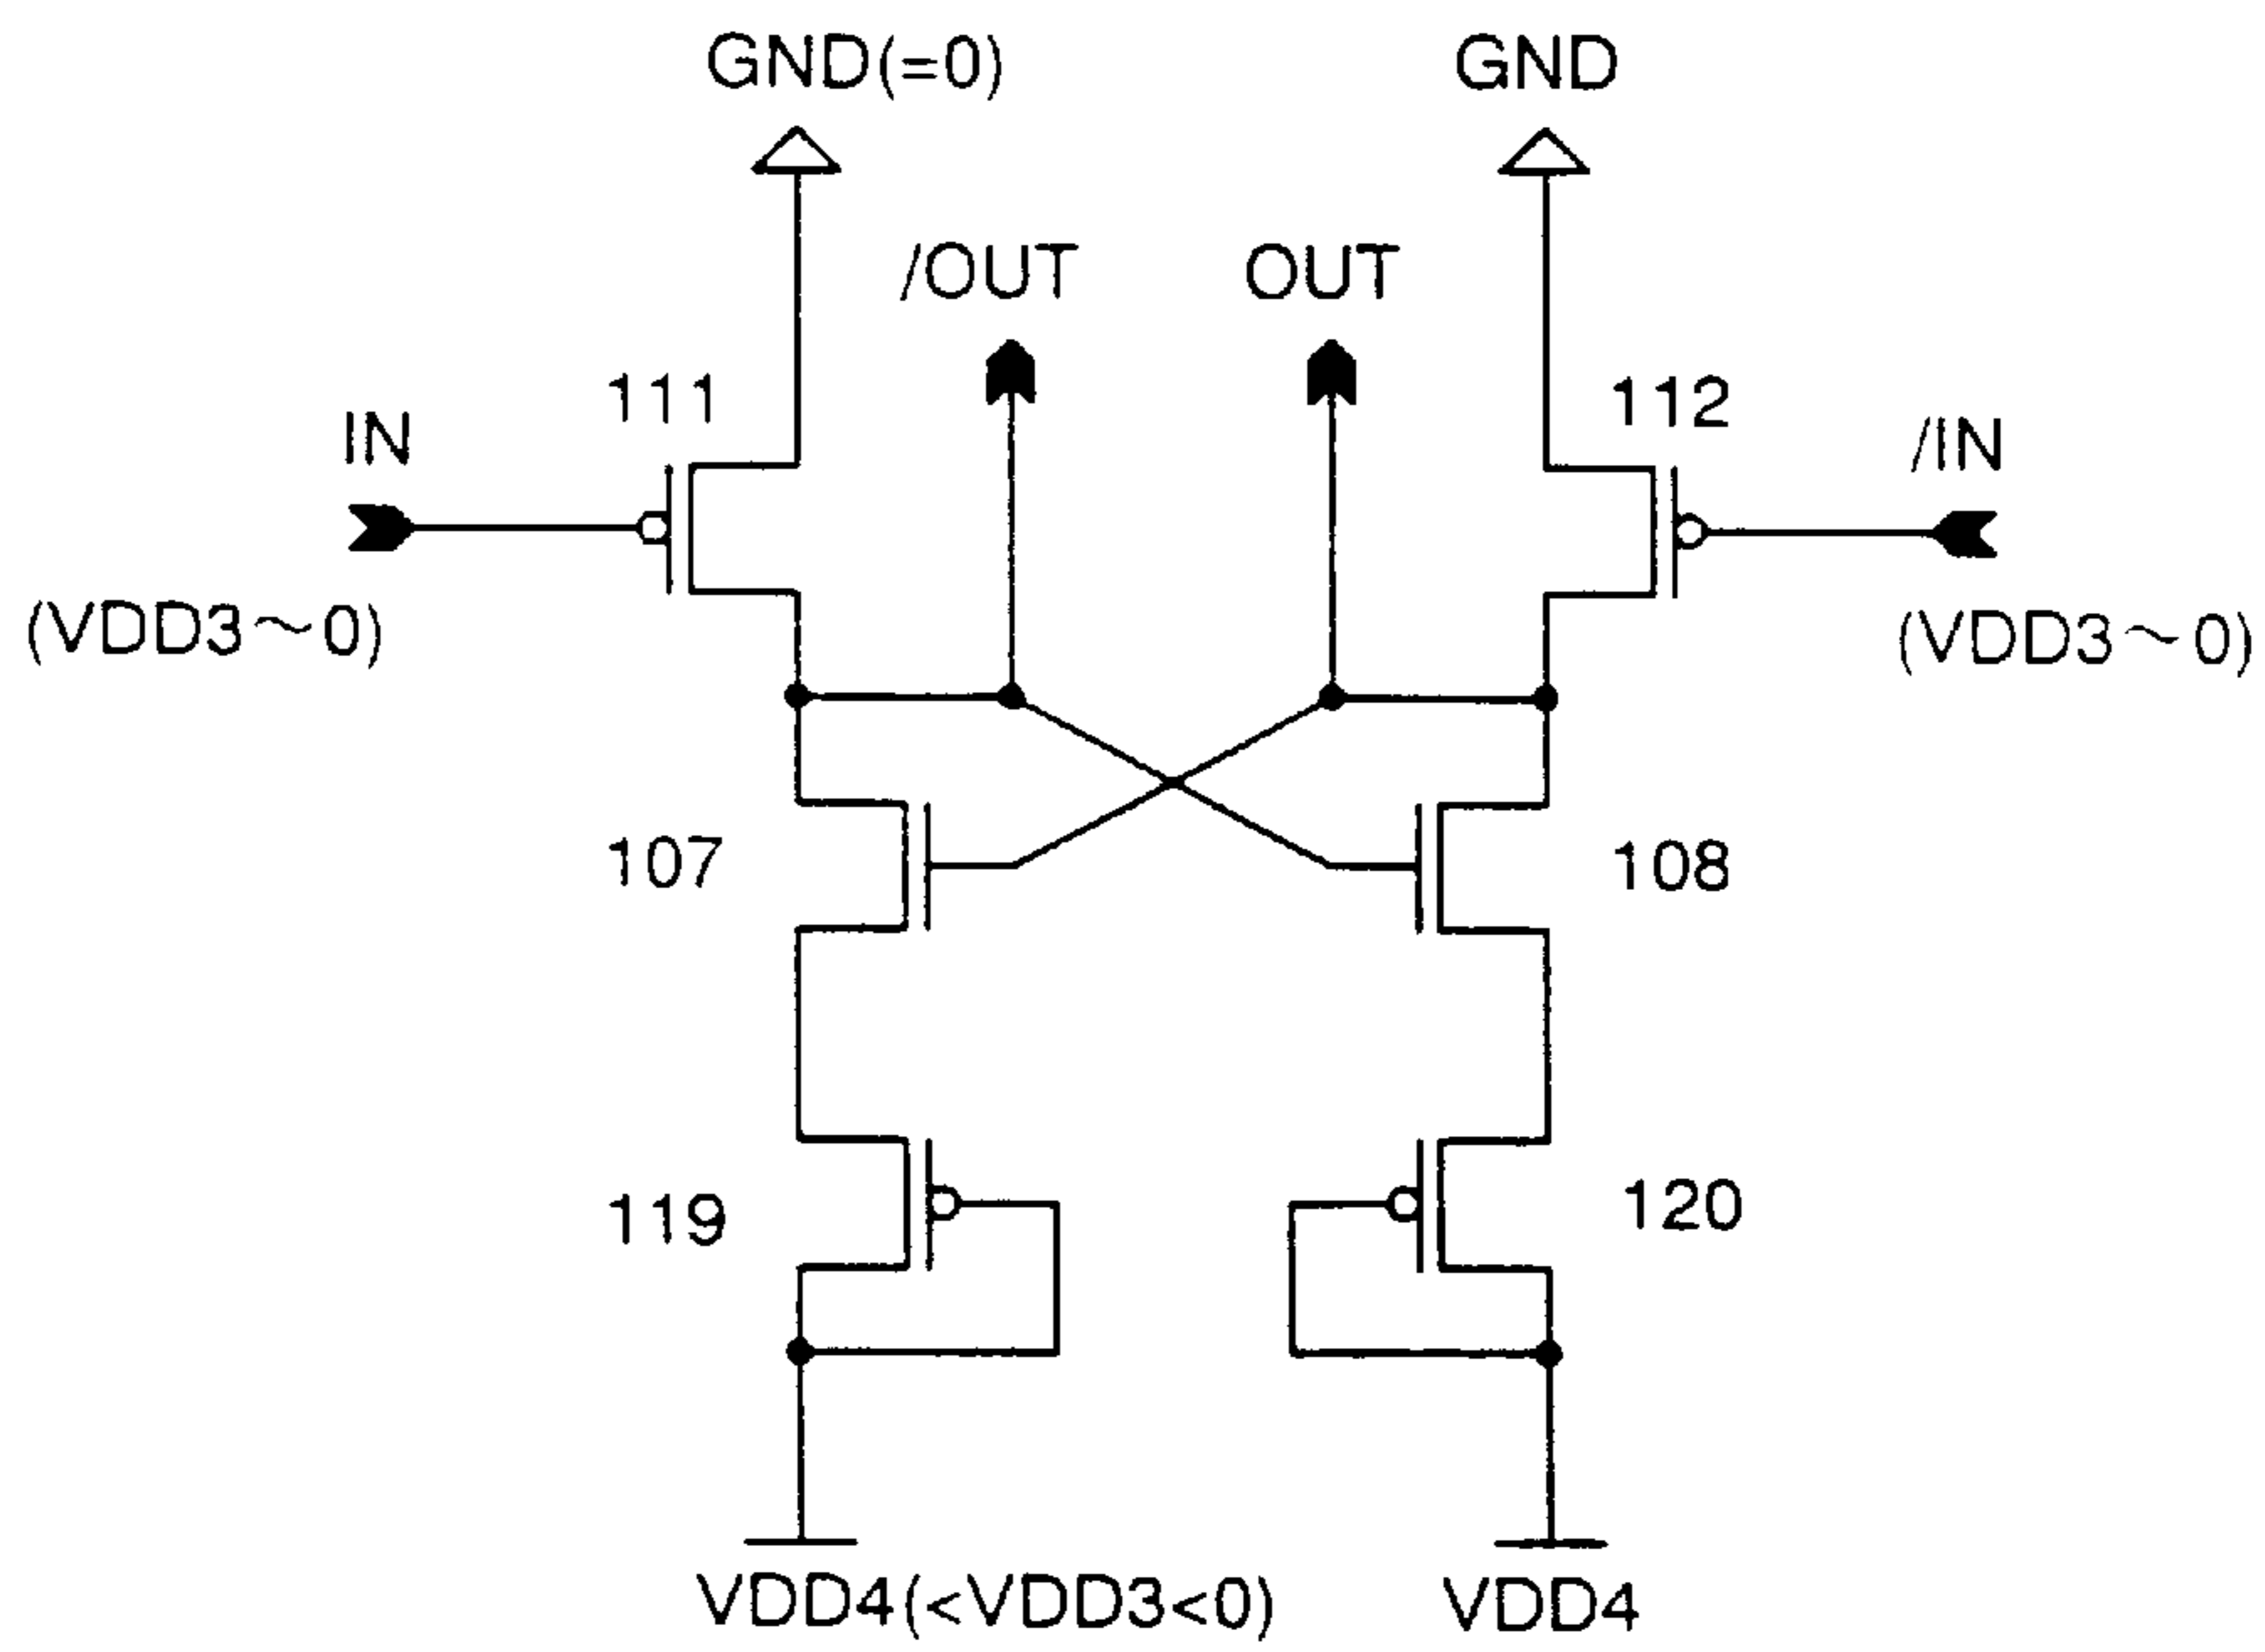 GND(=0)
GND
/OUT
OUT
111
112
IN
/IN
(VDD3～0)
(VDD3～0)
107
108
119
120
VDD4(<VDD3<0)
VDD4